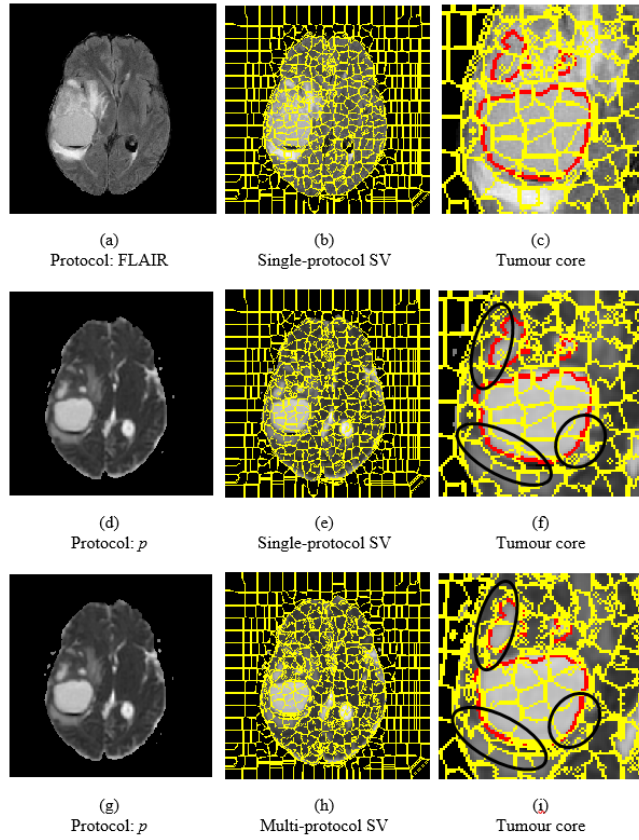 (a)
Protocol: FLAIR
(b)
Single-protocol SV
(c)
Tumour core
(d)
Protocol: p
(e)
Single-protocol SV
(f)
Tumour core
(g)
Protocol: p
(h)
Multi-protocol SV
(i)
Tumour core